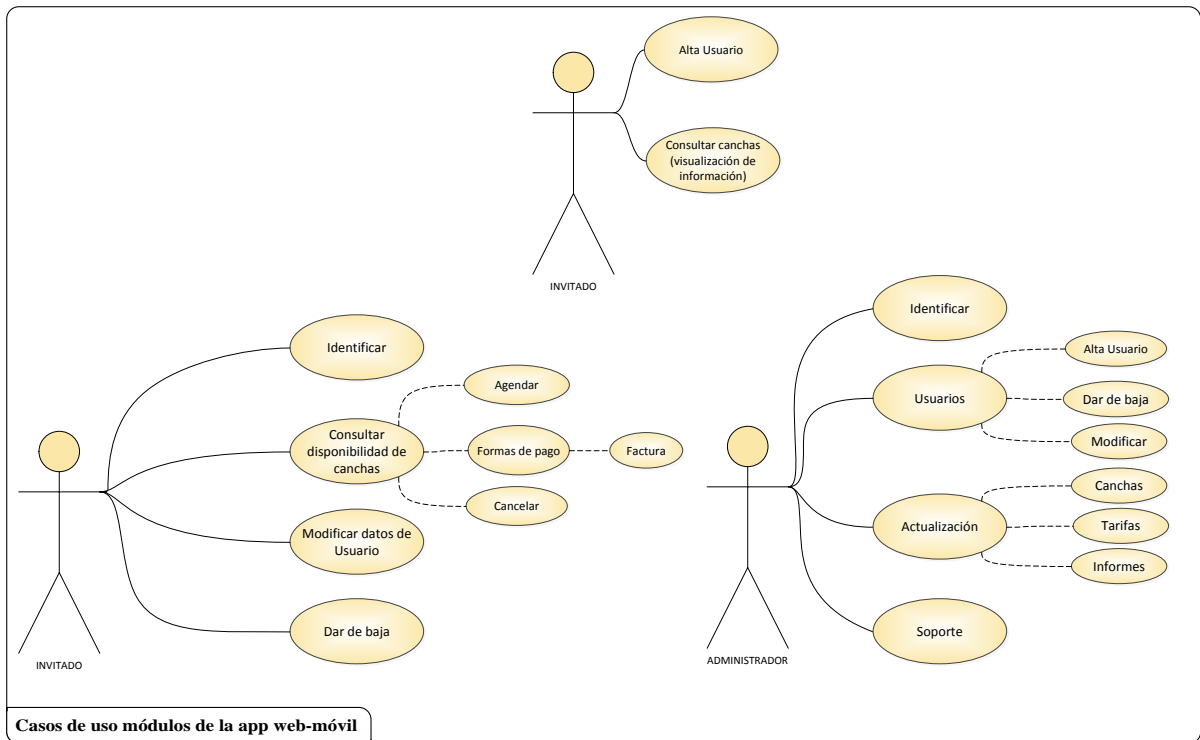 Alta Usuario
Consultar canchas
(visualización de
información)
INVITADO
Identificar
Consultar
disponibilidad de
canchas
Agendar
Formas de pago
Factura
Cancelar
Modificar datos de
Usuario
Dar de baja
INVITADO
Identificar
Usuarios
Alta Usuario
Dar de baja
Modificar
Actualización
Canchas
Tarifas
Informes
Soporte
ADMINISTRADOR
Casos de uso módulos de la app web-móvil